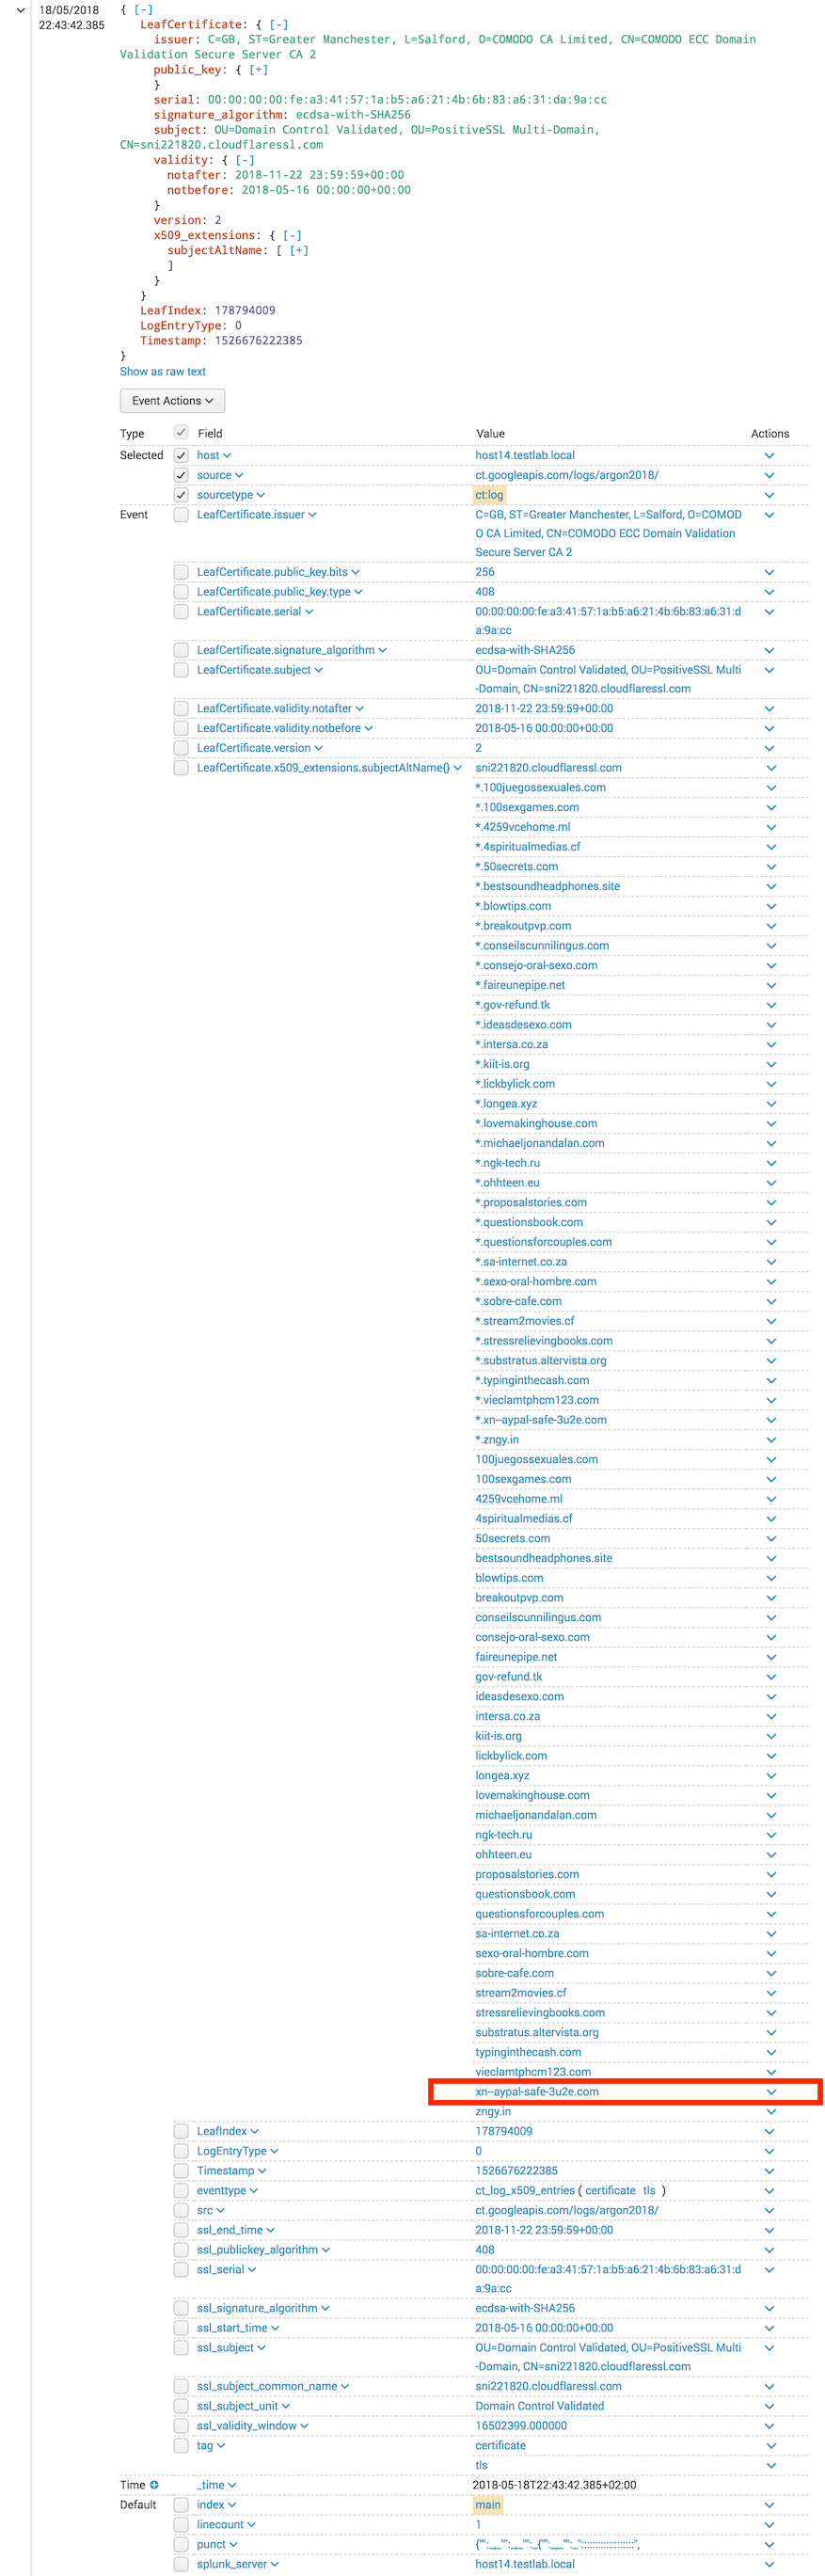 18/05/2018 { [-]
22:43:42.385 LeafCertificate: { [-]
issuer: C=GB, ST=Greater Manchester, L=Salford, O=COMODO CA Limited, CN=COMODO ECC Domain
Validation Secure Server CA 2
public_key: { [+]
}
serial: 00:00:00:00:fe:a3:41:57:1a:b5:a6:21:4b:6b:83:a6:31:da:9a:cc
signature_algorithm: ecdsa-with-SHA256
subject: OU=Domain Control Validated, OU=PositiveSSL Multi-Domain,
CN=sni221820.cloudflaressl.com
validity: { [-]
notafter: 2018-11-22 23:59:59+00:00
notbefore: 2018-05-16 00:00:00+00:00
}
version: 2
x509_extensions: { [-]
subjectAltName: [ [+]
]
}
}
LeafIndex: 178794009
LogEntryType: 0
Timestamp: 1526676222385
}
Show as raw text
Event Actions
Type Field Value Actions
Selected host host14.testlab.local
source ct.googleapis.com/logs/argon2018/
sourcetype ct:log
Event LeafCertificate.issuer C=GB, ST=Greater Manchester, L=Salford, O=COMOD
O CA Limited, CN=COMODO ECC Domain Validation
Secure Server CA 2
LeafCertificate.public_key.bits 256
LeafCertificate.public_key.type 408
LeafCertificate.serial 00:00:00:00:fe:a3:41:57:1a:b5:a6:21:4b:6b:83:a6:31:d
a:9a:cc
LeafCertificate.signature_algorithm ecdsa-with-SHA256
LeafCertificate.subject OU=Domain Control Validated, OU=PositiveSSL Multi
-Domain, CN=sni221820.cloudflaressl.com
LeafCertificate.validity.notafter 2018-11-22 23:59:59+00:00
LeafCertificate.validity.notbefore 2018-05-16 00:00:00+00:00
LeafCertificate.version 2
LeafCertificate.x509_extensions.subjectAltName{} sni221820.cloudflaressl.com
*.100juegossexuales.com
*.100sexgames.com
*.4259vcehome.ml
*.4spiritualmedias.cf
*.50secrets.com
*.bestsoundheadphones.site
*.blowtips.com
*.breakoutpvp.com
*.conseilscunnilingus.com
*.consejo-oral-sexo.com
*.faireunepipe.net
*.gov-refund.tk
*.ideasdesexo.com
*.intersa.co.za
*.kiit-is.org
*.lickbylick.com
*.longea.xyz
*.lovemakinghouse.com
*.michaeljonandalan.com
*.ngk-tech.ru
*.ohhteen.eu
*.proposalstories.com
*.questionsbook.com
*.questionsforcouples.com
*.sa-internet.co.za
*.sexo-oral-hombre.com
*.sobre-cafe.com
*.stream2movies.cf
*.stressrelievingbooks.com
*.substratus.altervista.org
*.typinginthecash.com
*.vieclamtphcm123.com
*.xn--aypal-safe-3u2e.com
*.zngy.in
100juegossexuales.com
100sexgames.com
4259vcehome.ml
4spiritualmedias.cf
50secrets.com
bestsoundheadphones.site
blowtips.com
breakoutpvp.com
conseilscunnilingus.com
consejo-oral-sexo.com
faireunepipe.net
gov-refund.tk
ideasdesexo.com
intersa.co.za
kiit-is.org
lickbylick.com
longea.xyz
lovemakinghouse.com
michaeljonandalan.com
ngk-tech.ru
ohhteen.eu
proposalstories.com
questionsbook.com
questionsforcouples.com
sa-internet.co.za
sexo-oral-hombre.com
sobre-cafe.com
stream2movies.cf
stressrelievingbooks.com
substratus.altervista.org
typinginthecash.com
vieclamtphcm123.com
xn--aypal-safe-3u2e.com
zngy.in
LeafIndex 178794009
LogEntryType 0
Timestamp 1526676222385
eventtype ct_log_x509_entries ( certificate tls )
src ct.googleapis.com/logs/argon2018/
ssl_end_time 2018-11-22 23:59:59+00:00
ssl_publickey_algorithm 408
ssl_serial 00:00:00:00:fe:a3:41:57:1a:b5:a6:21:4b:6b:83:a6:31:d
a:9a:cc
ssl_signature_algorithm ecdsa-with-SHA256
ssl_start_time 2018-05-16 00:00:00+00:00
ssl_subject OU=Domain Control Validated, OU=PositiveSSL Multi
-Domain, CN=sni221820.cloudflaressl.com
ssl_subject_common_name sni221820.cloudflaressl.com
ssl_subject_unit Domain Control Validated
ssl_validity_window 16502399.000000
tag certificate
tls
Time _time 2018-05-18T22:43:42.385+02:00
Default index main
linecount 1
punct
splunk_server host14.testlab.local